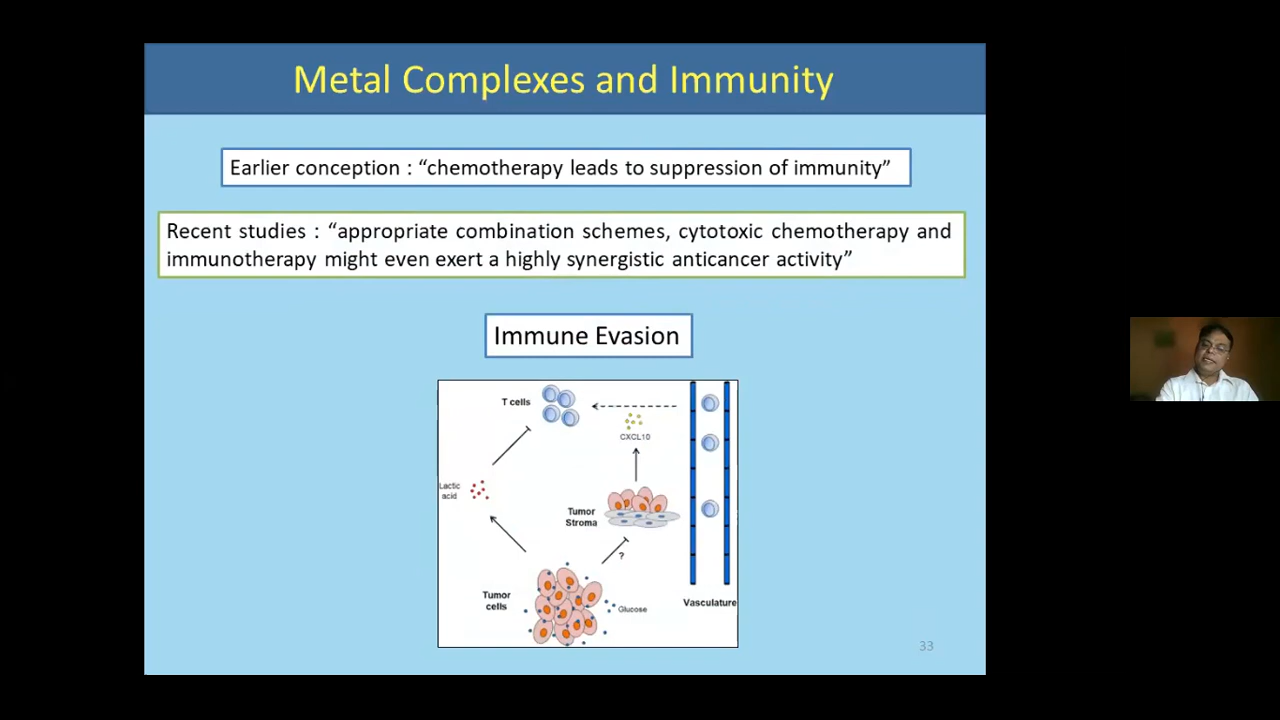 Metal Complexes and Immunity
Earlier conception : “chemotherapy leads to suppression of immunity”
Recent studies : “appropriate combination schemes, cytotoxic chemotherapy and
immunotherapy might even exert a highly synergistic anticancer activity”
Immune Evasion
T cells
CXCL10
Lactic
acid
Tumor
Stroma
?
Tumor
cells
Glucose
Vasculature
33